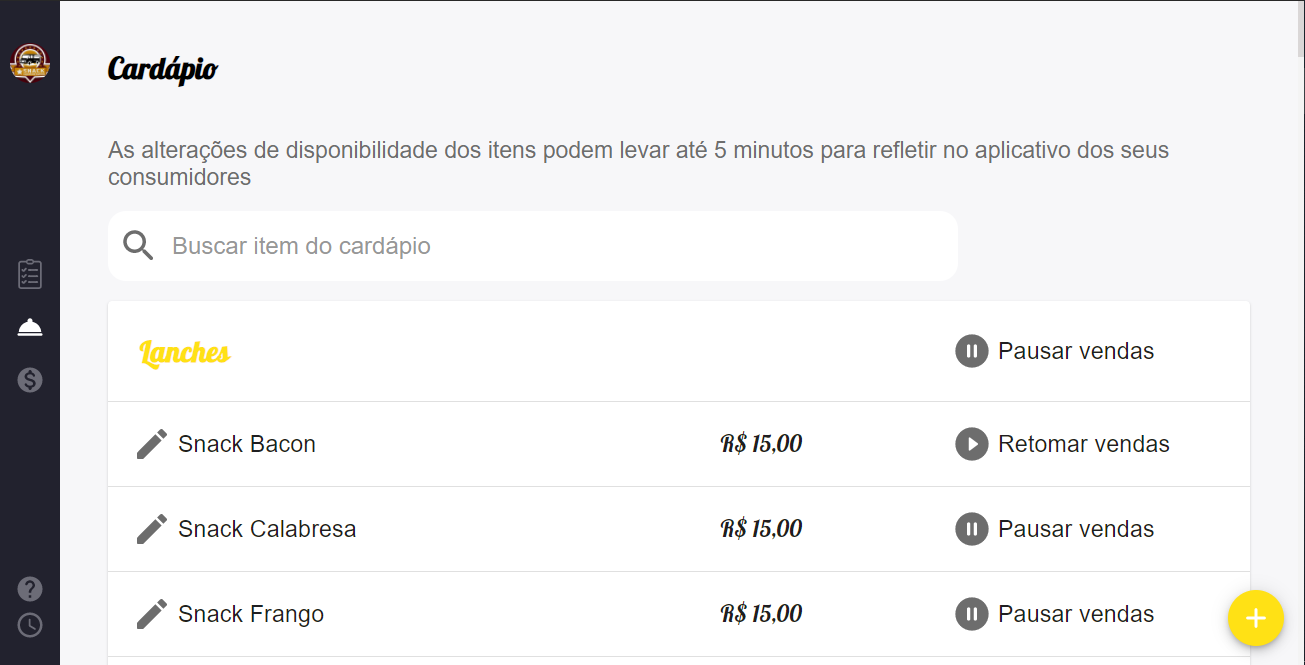 SNACK
Cardápio
As alterações de disponibilidade dos itens podem levar até 5 minutos para refletir no aplicativo dos seus
consumidores
Buscar item do cardápio
Lanches
Pausar vendas
Snack Bacon
R$ 15,00
Retomar vendas
Snack Calabresa
R$ 15,00
Pausar vendas
Snack Frango
R$ 15,00
Pausar vendas